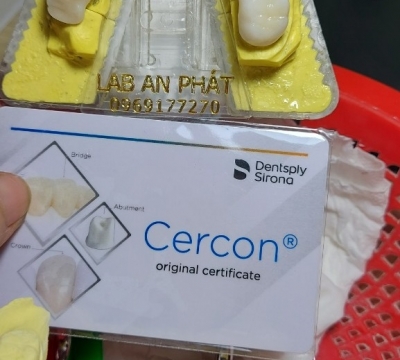 LAB AN PHÁT
0969177270
Bridge
Dentsply
Sirona
Abutment
Cercon®
Crown
original certificate